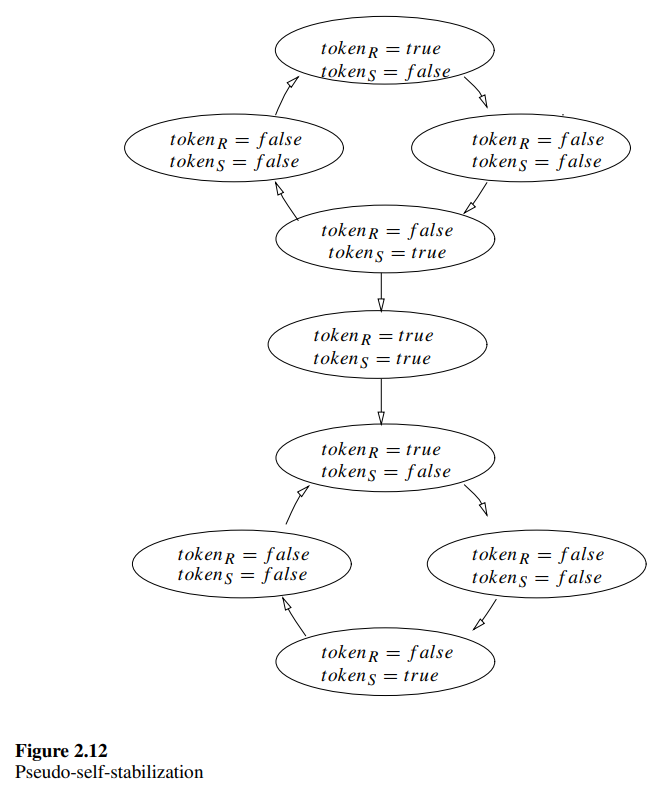 token_R = true
token_S = false
token_R = false
token_S = false
token_R = false
token_S = false
token_R = false
token_S = true
token_R = true
token_S = true
token_R = true
token_S = false
token_R = false
token_S = false
token_R = false
token_S = false
token_R = false
token_S = true
Figure 2.12
Pseudo-self-stabilization